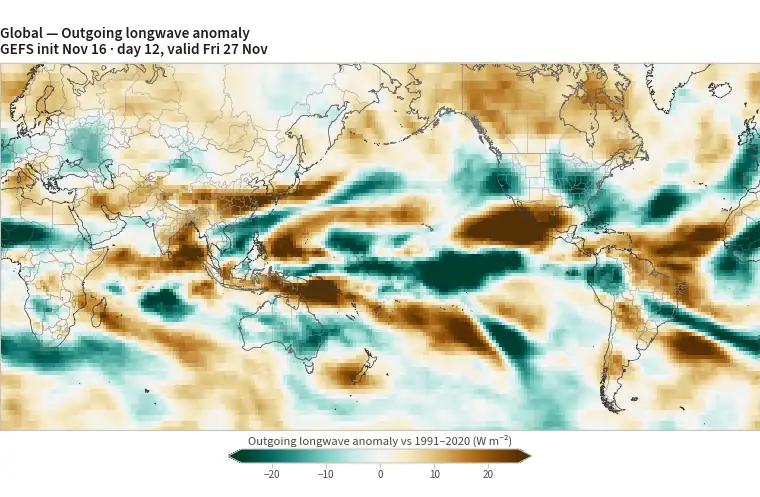 Global — Outgoing longwave anomaly
GEFS init Nov 16 · day 12, valid Fri 27 Nov
Outgoing longwave anomaly vs 1991–2020 (W m⁻²)
−20 −10 0 10 20